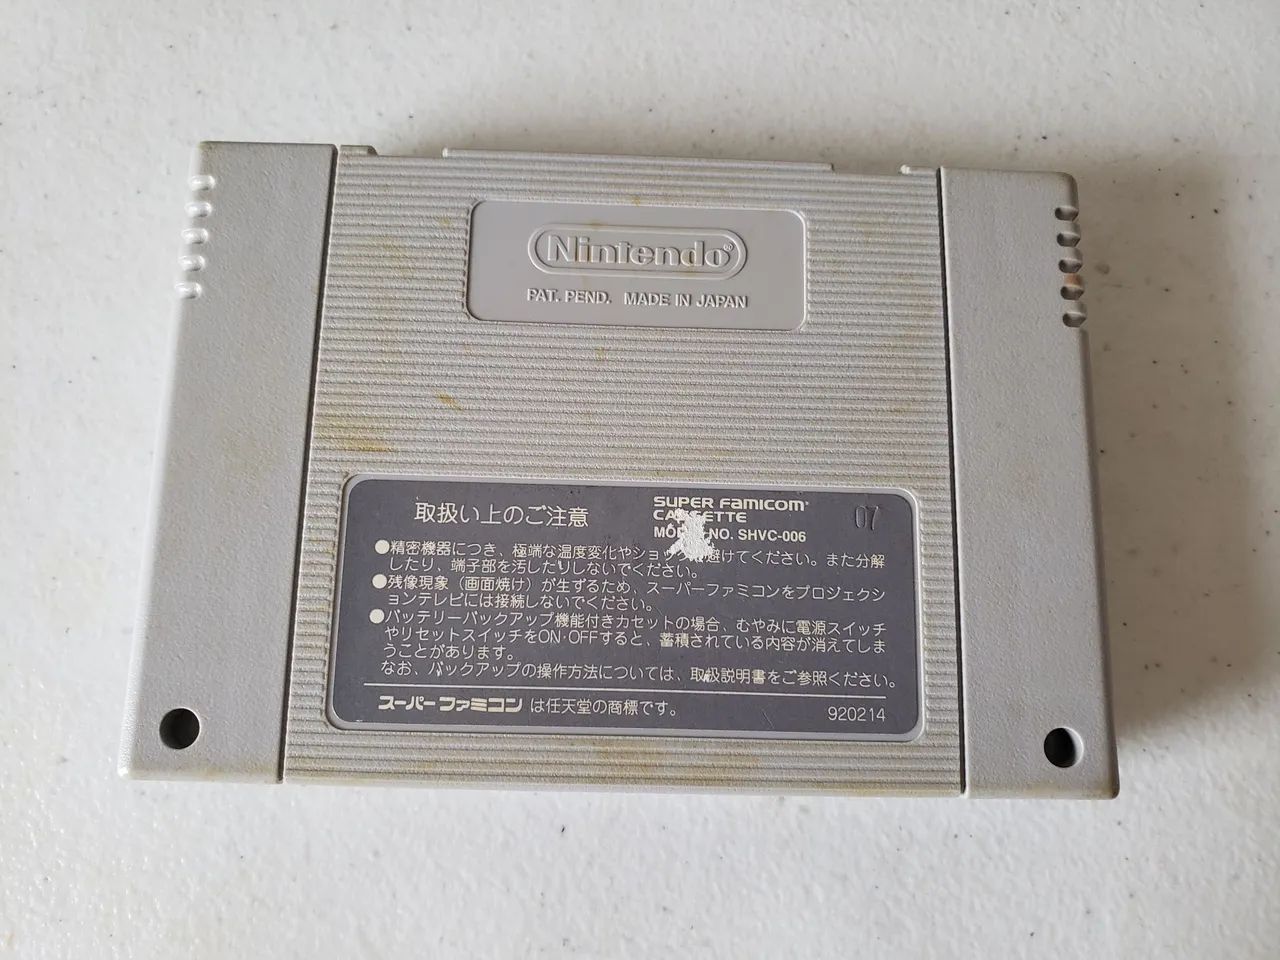 Nintendo®
PAT. PEND. MADE IN JAPAN
取扱い上のご注意
SUPER FAMICOM
CASSETTE
NO. SHVC-006
07
●精密機器につき、極端な温度変化やショッ 避けてください。また分解
したり、端子部を汚したりしないでください。
●残像現象（画面焼け）が生ずるため、スーパーファミコンをプロジェクシ
ョンテレビには接続しないでください。
●バッテリーバックアップ機能付きカセットの場合、むやみに電源スイッチ
やリセットスイッチをON・OFFすると、蓄積されている内容が消えてしま
うことがあります。
なお、バックアップの操作方法については、取扱説明書をご参照ください。
スーパーファミコン は任天堂の商標です。
920214